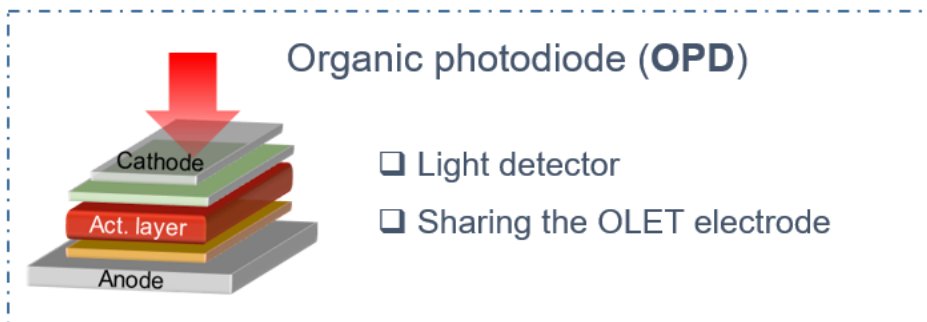 Organic photodiode (OPD)
Cathode
Act. layer
Anode
❑ Light detector
❑ Sharing the OLET electrode